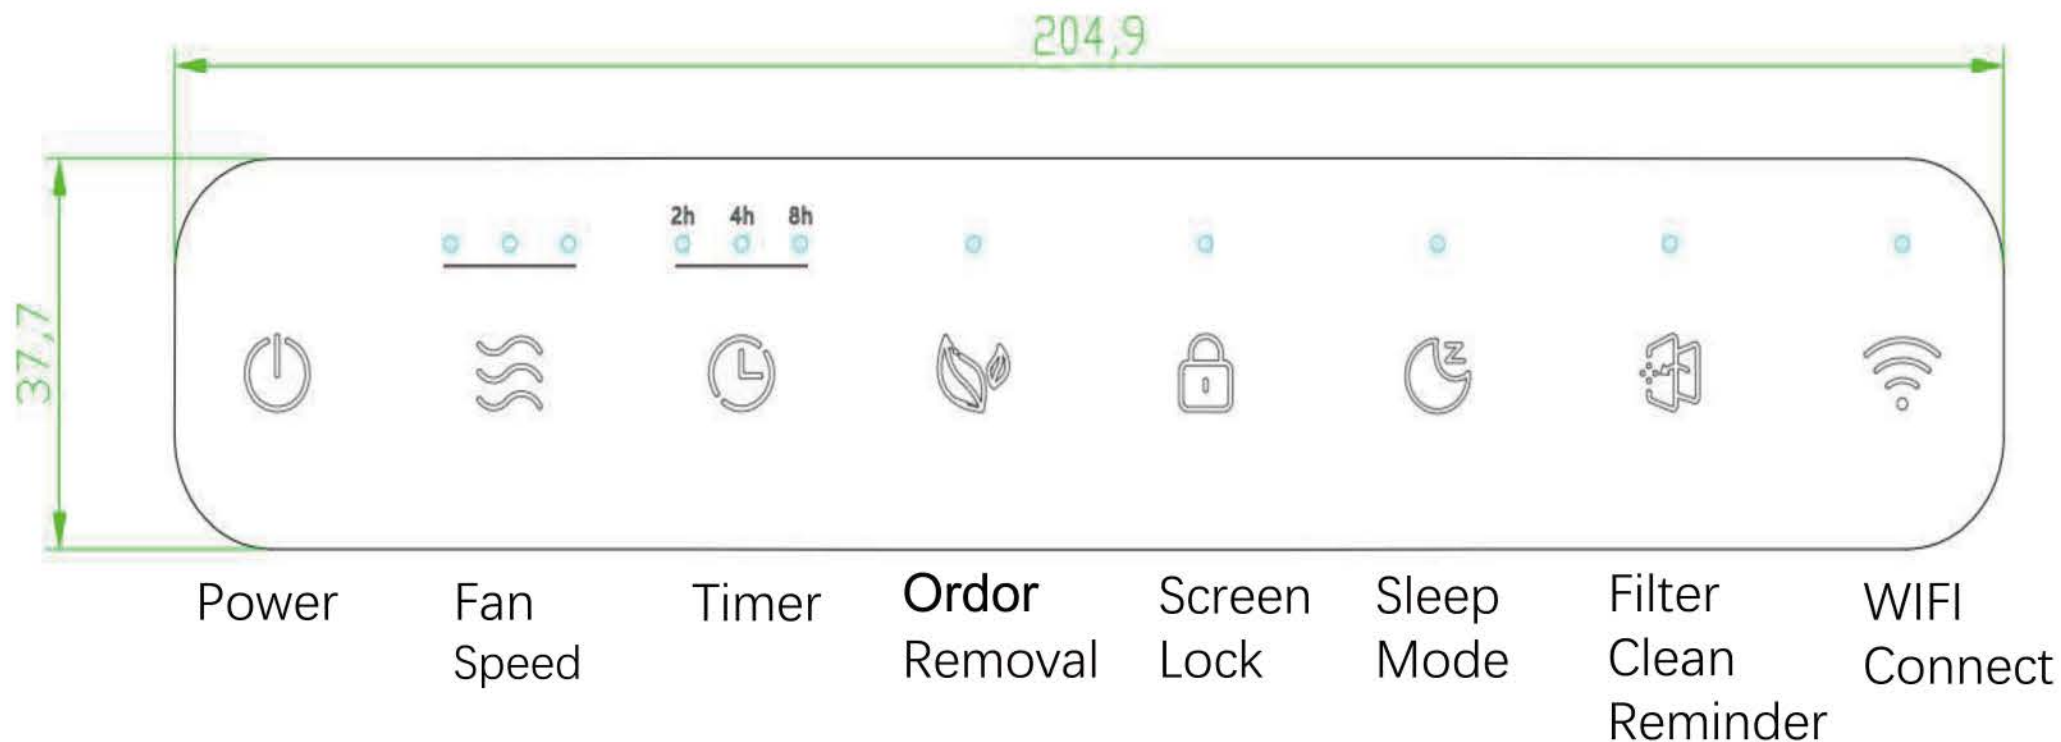 204,9
37,7
2h 4h 8h
Z
Power
Fan
Speed
Timer
Ordor
Removal
Screen
Lock
Sleep
Mode
Filter
Clean
Reminder
WIFI
Connect